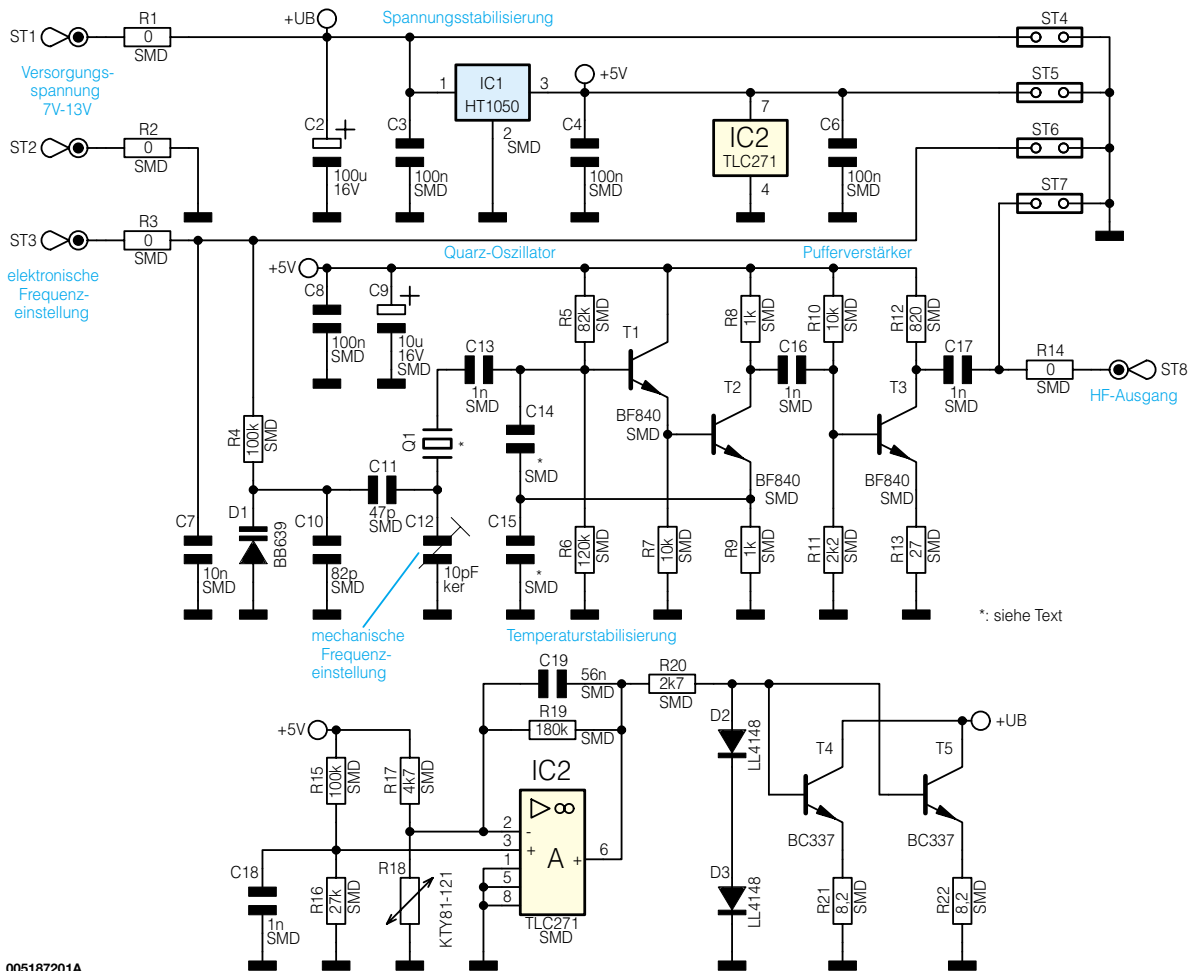 +UB
Spannungsstabilisierung
ST1
R1
0
SMD
ST4
Versorgungs-
spannung
7V-13V
1
IC1
HT1050
3
2
SMD
+5V
ST5
7
IC2
TLC271
4
ST2
R2
0
SMD
C2
+
100u
16V
C3
100n
SMD
C4
100n
SMD
C6
100n
SMD
ST6
ST7
ST3
R3
0
SMD
elektronische
Frequenz-
einstellung
Quarz-Oszillator
Pufferverstärker
+5V
C8
100n
SMD
C9
+
10u
16V
SMD
R5
82k
SMD
T1
BF840
SMD
R8
1k
SMD
R10
10k
SMD
R12
820
SMD
C13
1n
SMD
C14
*
SMD
T2
BF840
SMD
C16
1n
SMD
T3
BF840
SMD
C17
1n
SMD
R14
0
SMD
ST8
HF-Ausgang
R4
100k
SMD
Q1
*
C11
47p
SMD
C7
10n
SMD
D1
BB639
C10
82p
SMD
C12
10pF
ker
C15
*
SMD
R6
120k
SMD
R7
10k
SMD
R9
1k
SMD
R11
2k2
SMD
R13
27
SMD
*: siehe Text
mechanische
Frequenz-
einstellung
Temperaturstabilisierung
C19
56n
SMD
R19
180k
SMD
R20
2k7
SMD
+5V
R15
100k
SMD
R17
4k7
SMD
IC2
▷ ∞
2
-
3
+
1
5
8
A
+
6
TLC271
SMD
D2
LL4148
D3
LL4148
+UB
T4
BC337
T5
BC337
C18
1n
SMD
R16
27k
SMD
R18
KTY81-121
R21
8,2
SMD
R22
8,2
SMD
005187201A